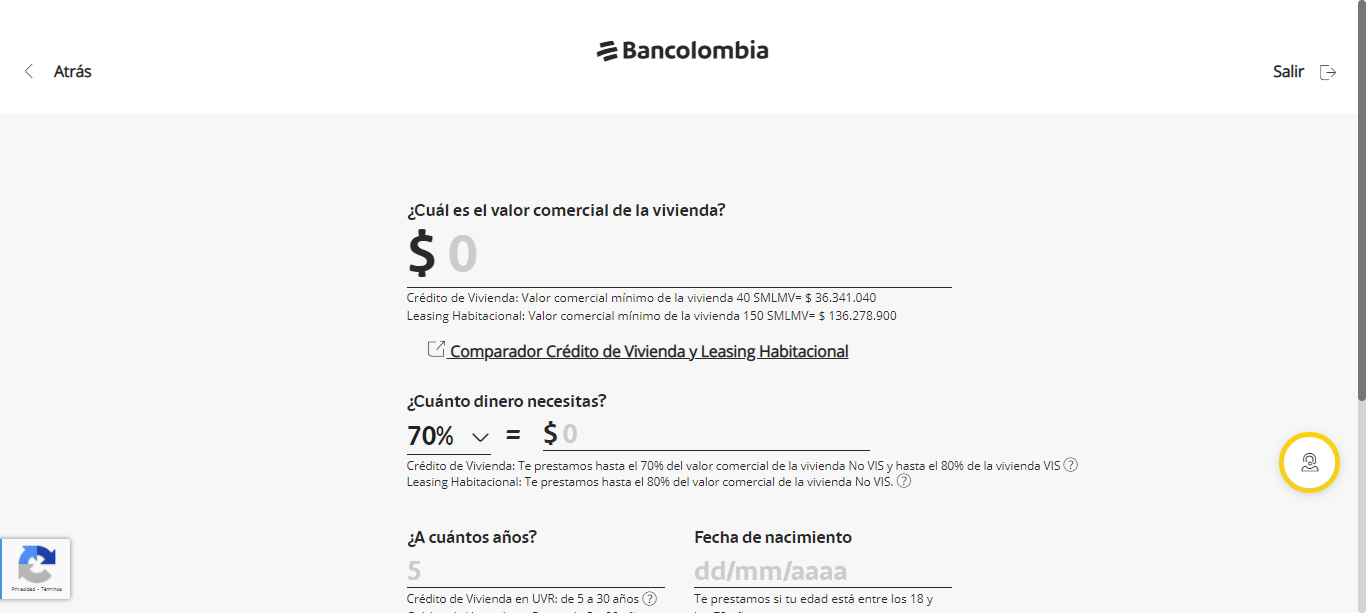 Bancolombia
Atrás
Salir
¿Cuál es el valor comercial de la vivienda?
$ 0
Crédito de Vivienda: Valor comercial mínimo de la vivienda 40 SMLMV= $ 36.341.040
Leasing Habitacional: Valor comercial mínimo de la vivienda 150 SMLMV= $ 136.278.900
Comparador Crédito de Vivienda y Leasing Habitacional
¿Cuánto dinero necesitas?
70% = $ 0
Crédito de Vivienda: Te prestamos hasta el 70% del valor comercial de la vivienda No VIS y hasta el 80% de la vivienda VIS ?
Leasing Habitacional: Te prestamos hasta el 80% del valor comercial de la vivienda No VIS. ?
¿A cuántos años?
5
Crédito de Vivienda en UVR: de 5 a 30 años ?
Fecha de nacimiento
dd/mm/aaaa
Te prestamos si tu edad está entre los 18 y
Privacidad - Términos